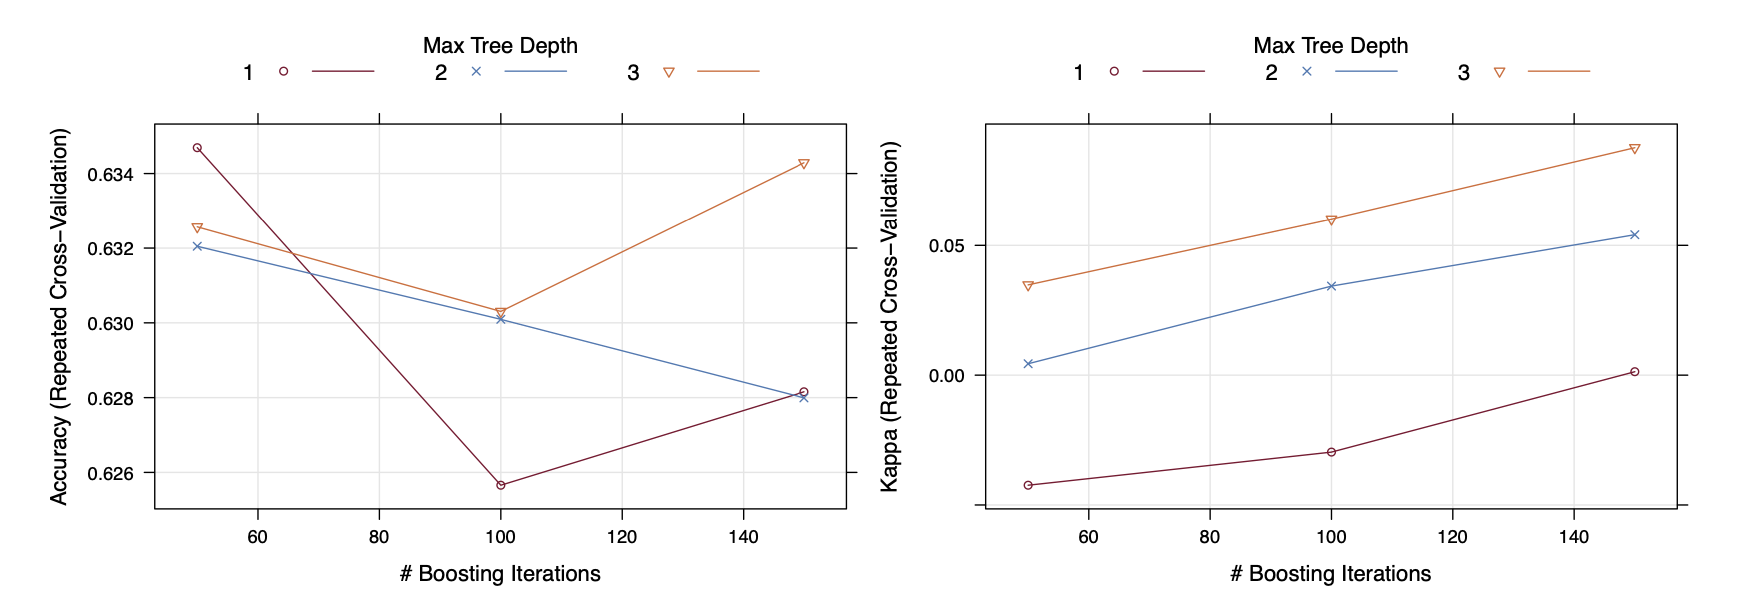 Max Tree Depth
1 2 3
Accuracy (Repeated Cross−Validation)
0.634
0.632
0.630
0.628
0.626
60 80 100 120 140
# Boosting Iterations
Max Tree Depth
1 2 3
Kappa (Repeated Cross−Validation)
0.05
0.00
60 80 100 120 140
# Boosting Iterations